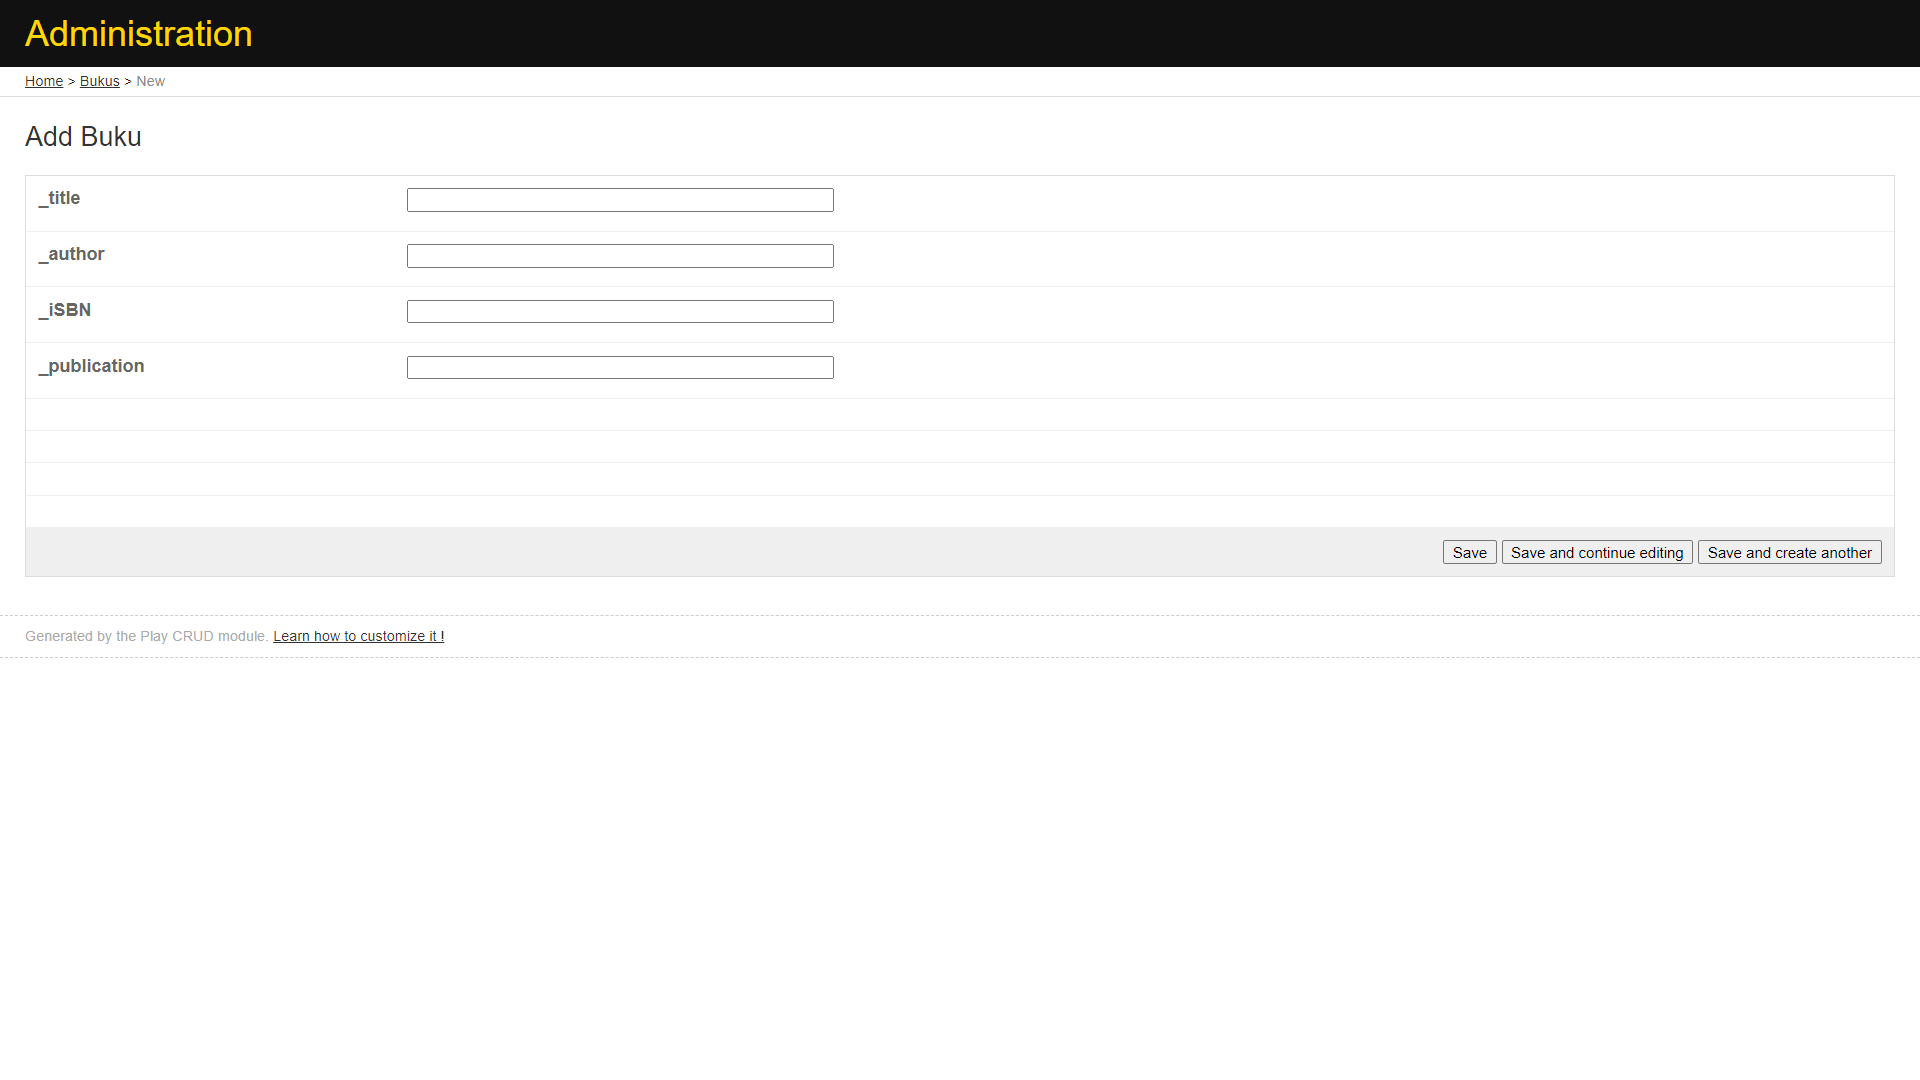 Administration
Home > Bukus > New
Add Buku
_title
_author
_iSBN
_publication
Save Save and continue editing Save and create another
Generated by the Play CRUD module. Learn how to customize it !